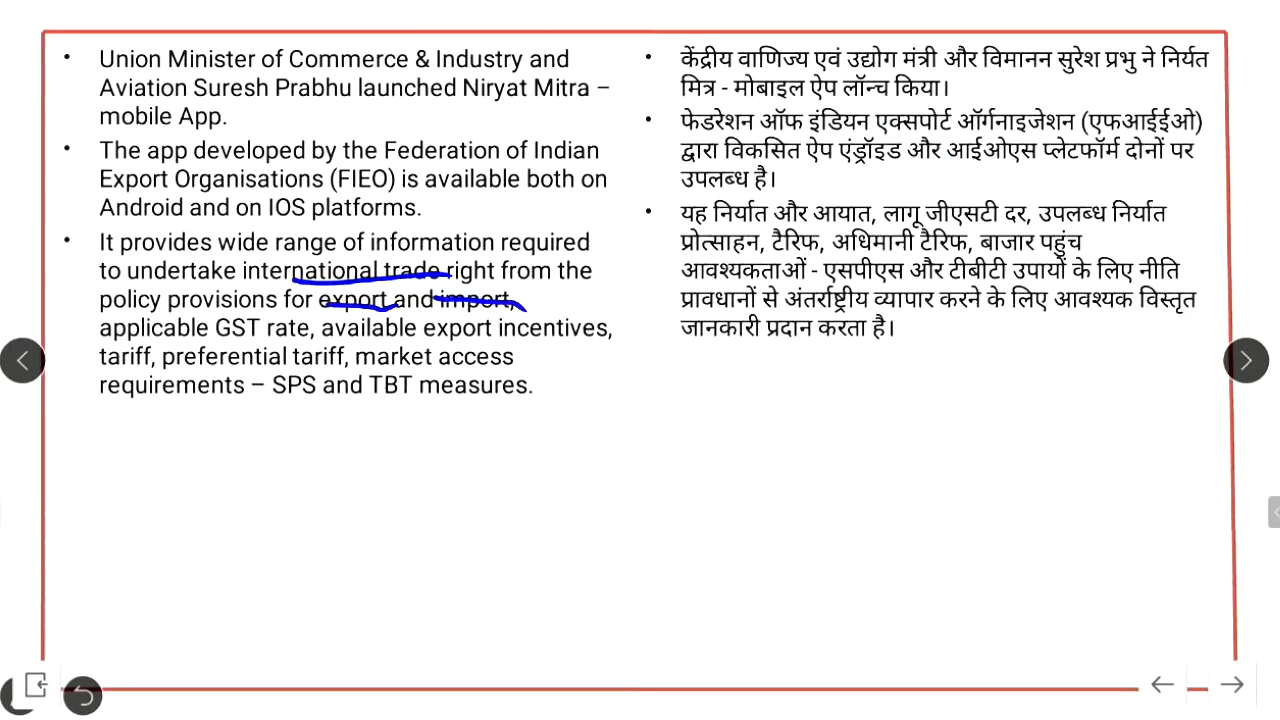 • Union Minister of Commerce & Industry and
Aviation Suresh Prabhu launched Niryat Mitra –
mobile App.
• The app developed by the Federation of Indian
Export Organisations (FIEO) is available both on
Android and on IOS platforms.
• It provides wide range of information required
to undertake international trade right from the
policy provisions for export and import,
applicable GST rate, available export incentives,
tariff, preferential tariff, market access
requirements – SPS and TBT measures.
• केंद्रीय वाणिज्य एवं उद्योग मंत्री और विमानन सुरेश प्रभु ने निर्यत
मित्र - मोबाइल ऐप लॉन्च किया।
• फेडरेशन ऑफ इंडियन एक्सपोर्ट ऑर्गनाइजेशन (एफआईईओ)
द्वारा विकसित ऐप एंड्रॉइड और आईओएस प्लेटफॉर्म दोनों पर
उपलब्ध है।
• यह निर्यात और आयात, लागू जीएसटी दर, उपलब्ध निर्यात
प्रोत्साहन, टैरिफ, अधिमानी टैरिफ, बाजार पहुंच
आवश्यकताओं - एसपीएस और टीबीटी उपायों के लिए नीति
प्रावधानों से अंतर्राष्ट्रीय व्यापार करने के लिए आवश्यक विस्तृत
जानकारी प्रदान करता है।